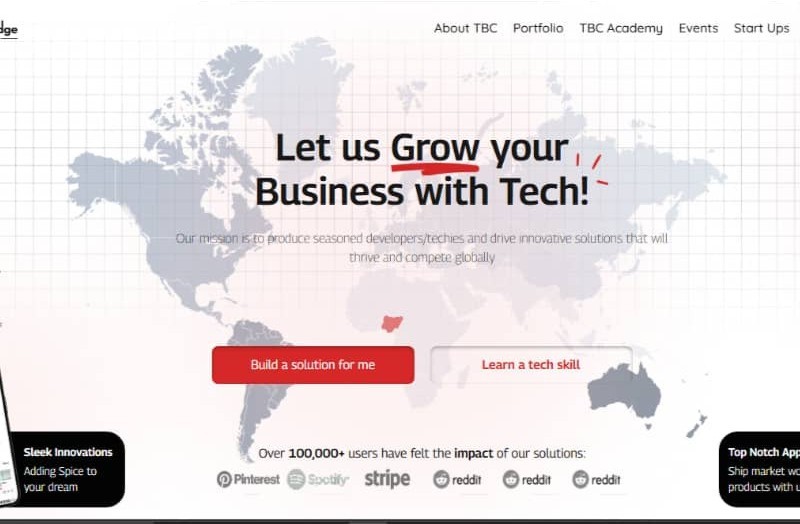 dge
About TBC Portfolio TBC Academy Events Start Ups
Let us Grow your
Business with Tech!
Our mission is to produce seasoned developers/techies and drive innovative solutions that will
thrive and compete globally
Build a solution for me
Learn a tech skill
Sleek Innovations
Adding Spice to
your dream
Top Notch App
Ship market wo
products with u
Over 100,000+ users have felt the impact of our solutions:
Pinterest Spotify stripe reddit reddit reddit